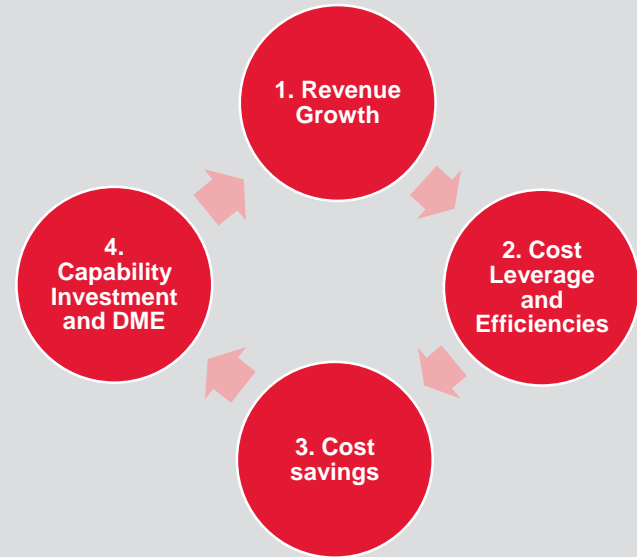 1. Revenue
Growth
2. Cost
Leverage
and
Efficiencies
3. Cost
savings
4.
Capability
Investment
and DME